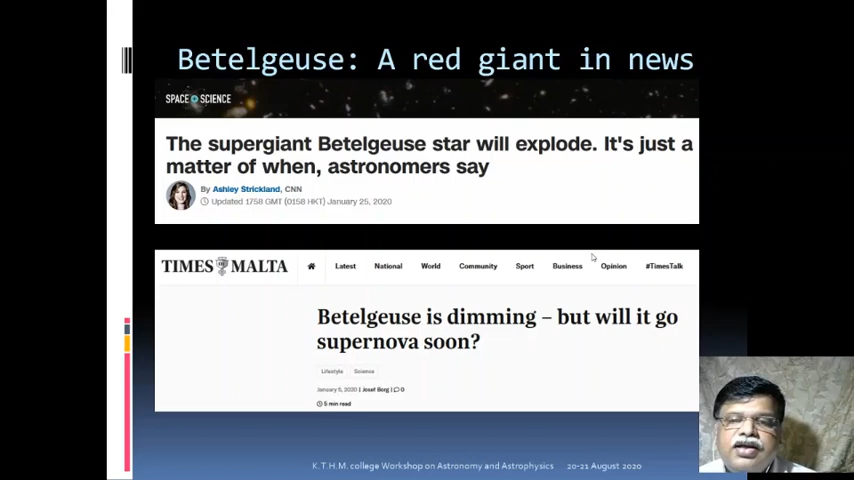 Betelgeuse: A red giant in news
SPACE + SCIENCE
The supergiant Betelgeuse star will explode. It's just a
matter of when, astronomers say
By Ashley Strickland, CNN
Updated 1758 GMT (0158 HKT) January 25, 2020
TIMES MALTA
Latest National World Community Sport Business Opinion #TimesTalk
Betelgeuse is dimming – but will it go
supernova soon?
Lifestyle Science
January 5, 2020 | Josef Borg | 0
5 min read
K.T.H.M. college Workshop on Astronomy and Astrophysics 20-21 August 2020